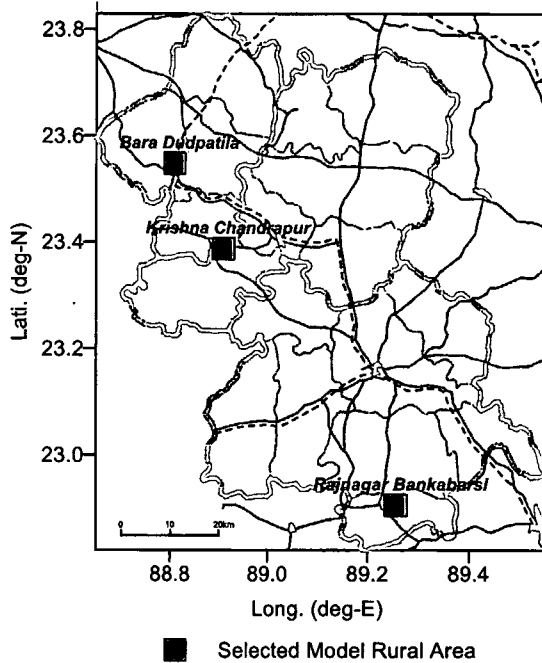 23.8
23.6
23.4
23.2
23.0
Lati. (deg-N)
Bara Dudpatila
Krishna Chandrapur
Rajnagar Bankabarsi
0 10 20km
88.8 89.0 89.2 89.4
Long. (deg-E)
Selected Model Rural Area